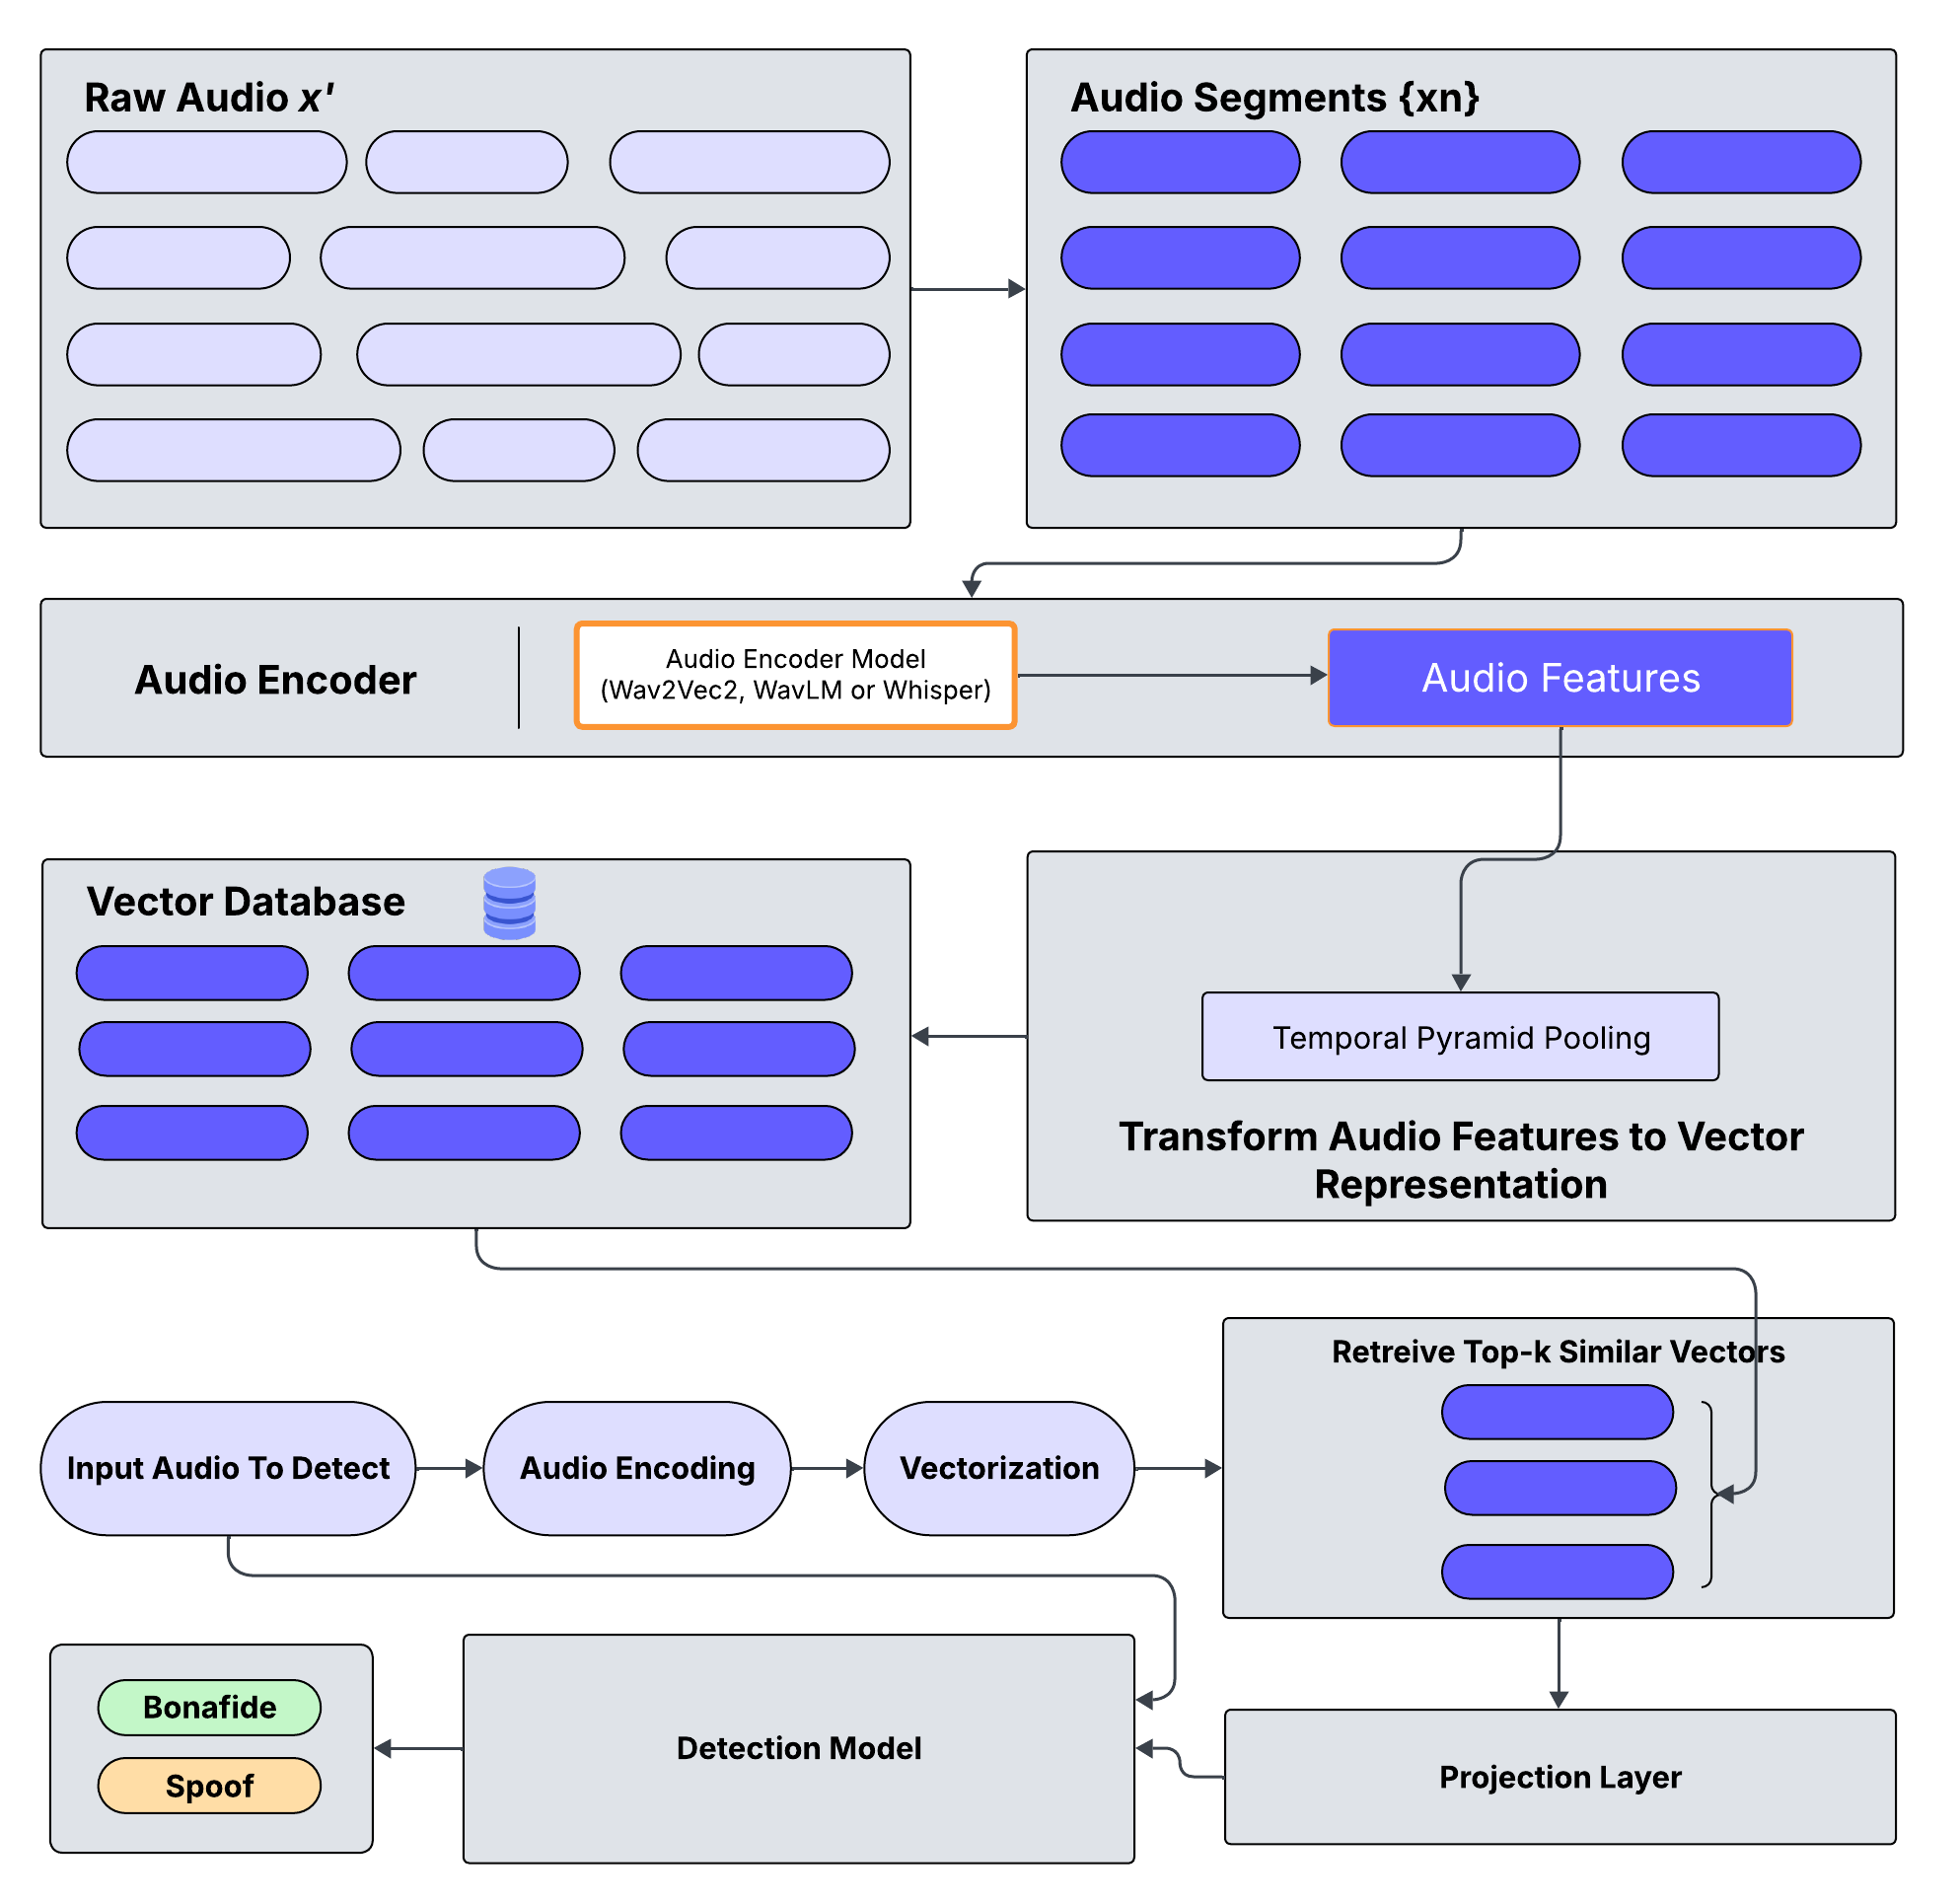 Raw Audio x'
Audio Segments {xn}
Audio Encoder
Audio Encoder Model
(Wav2Vec2, WavLM or Whisper)
Audio Features
Vector Database
Temporal Pyramid Pooling
Transform Audio Features to Vector
Representation
Retreive Top-k Similar Vectors
Input Audio To Detect
Audio Encoding
Vectorization
Bonafide
Spoof
Detection Model
Projection Layer